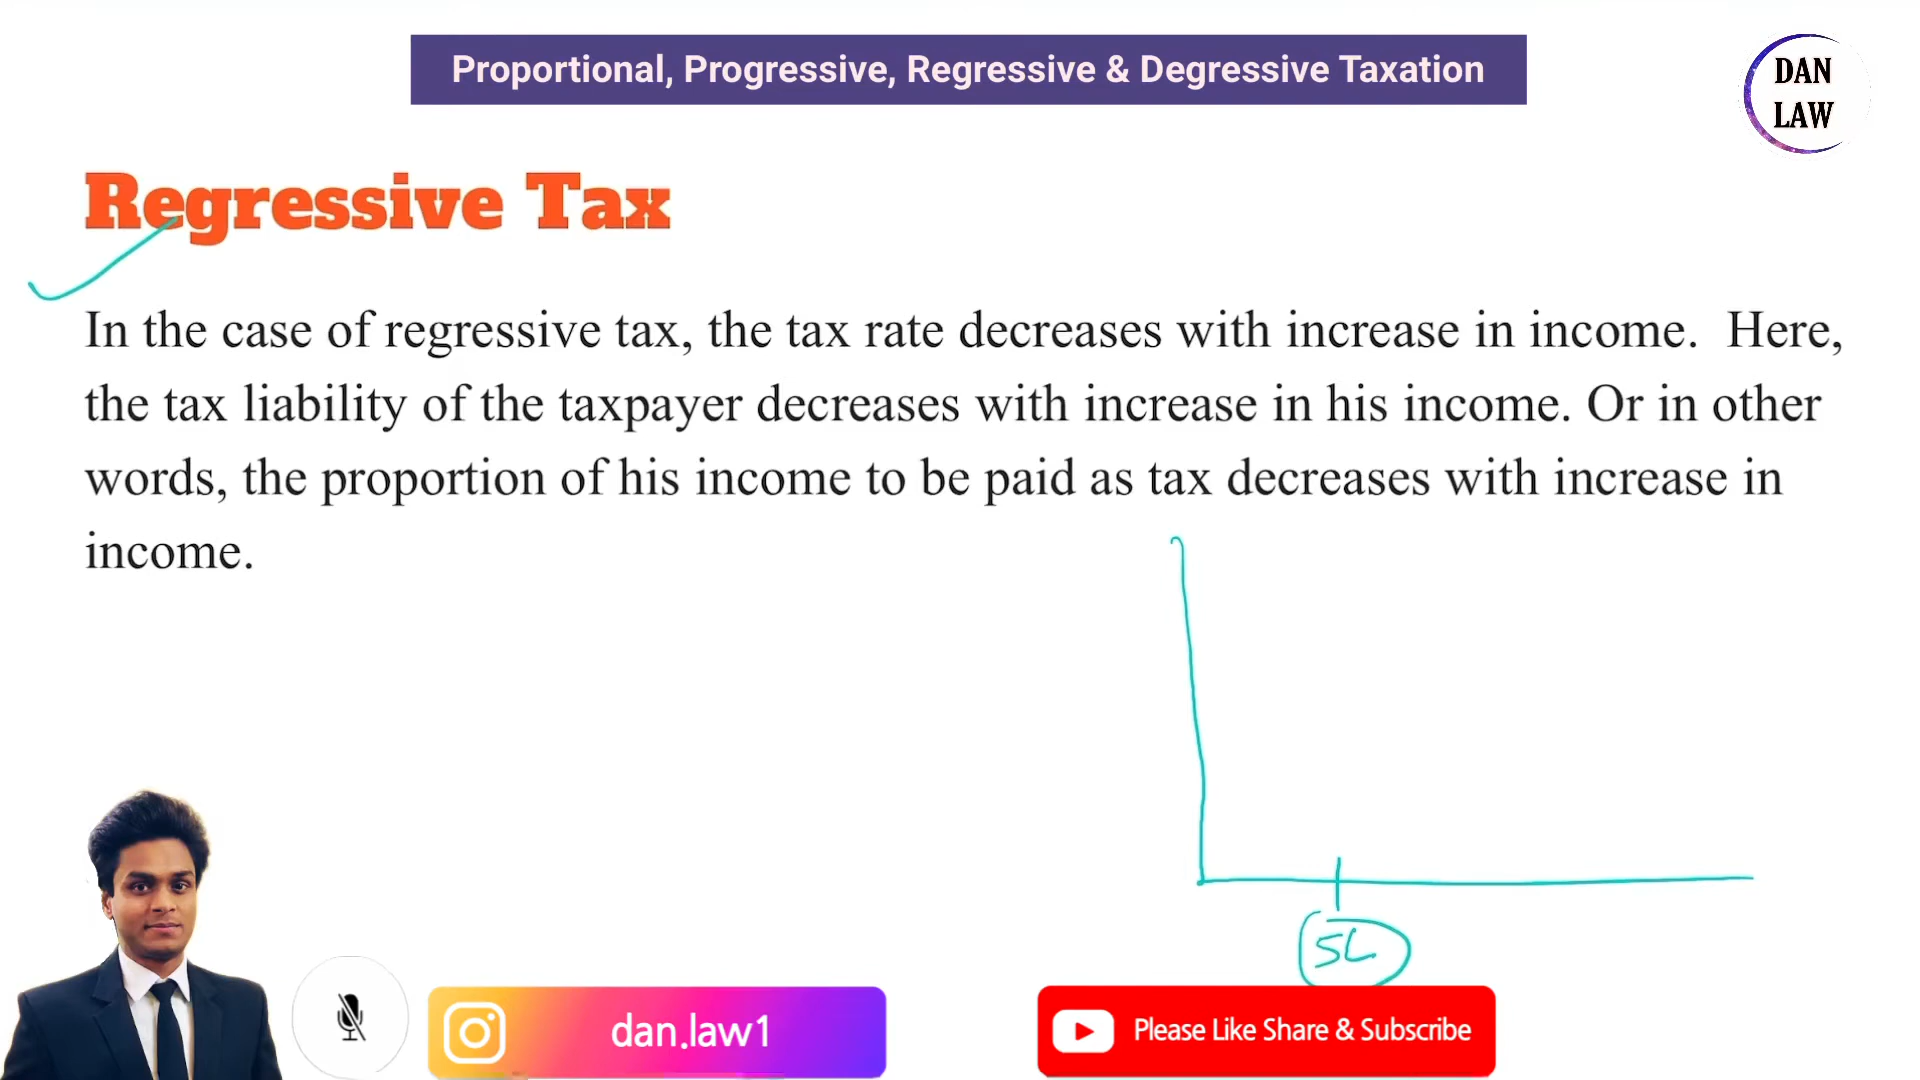 Proportional, Progressive, Regressive & Degressive Taxation
DAN
LAW
Regressive Tax
In the case of regressive tax, the tax rate decreases with increase in income. Here,
the tax liability of the taxpayer decreases with increase in his income. Or in other
words, the proportion of his income to be paid as tax decreases with increase in
income.
5L
dan.law1
Please Like Share & Subscribe